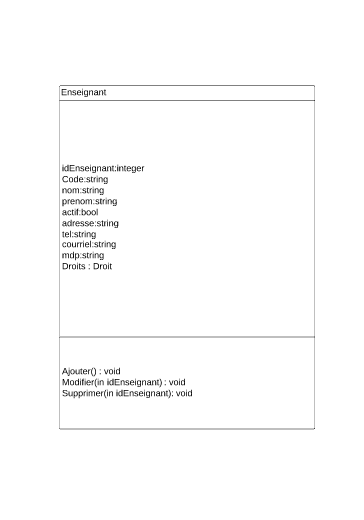 Enseignant
idEnseignant:integer
Code:string
nom:string
prenom:string
actif:bool
adresse:string
tel:string
courriel:string
mdp:string
Droits : Droit
Ajouter() : void
Modifier(in idEnseignant) : void
Supprimer(in idEnseignant): void